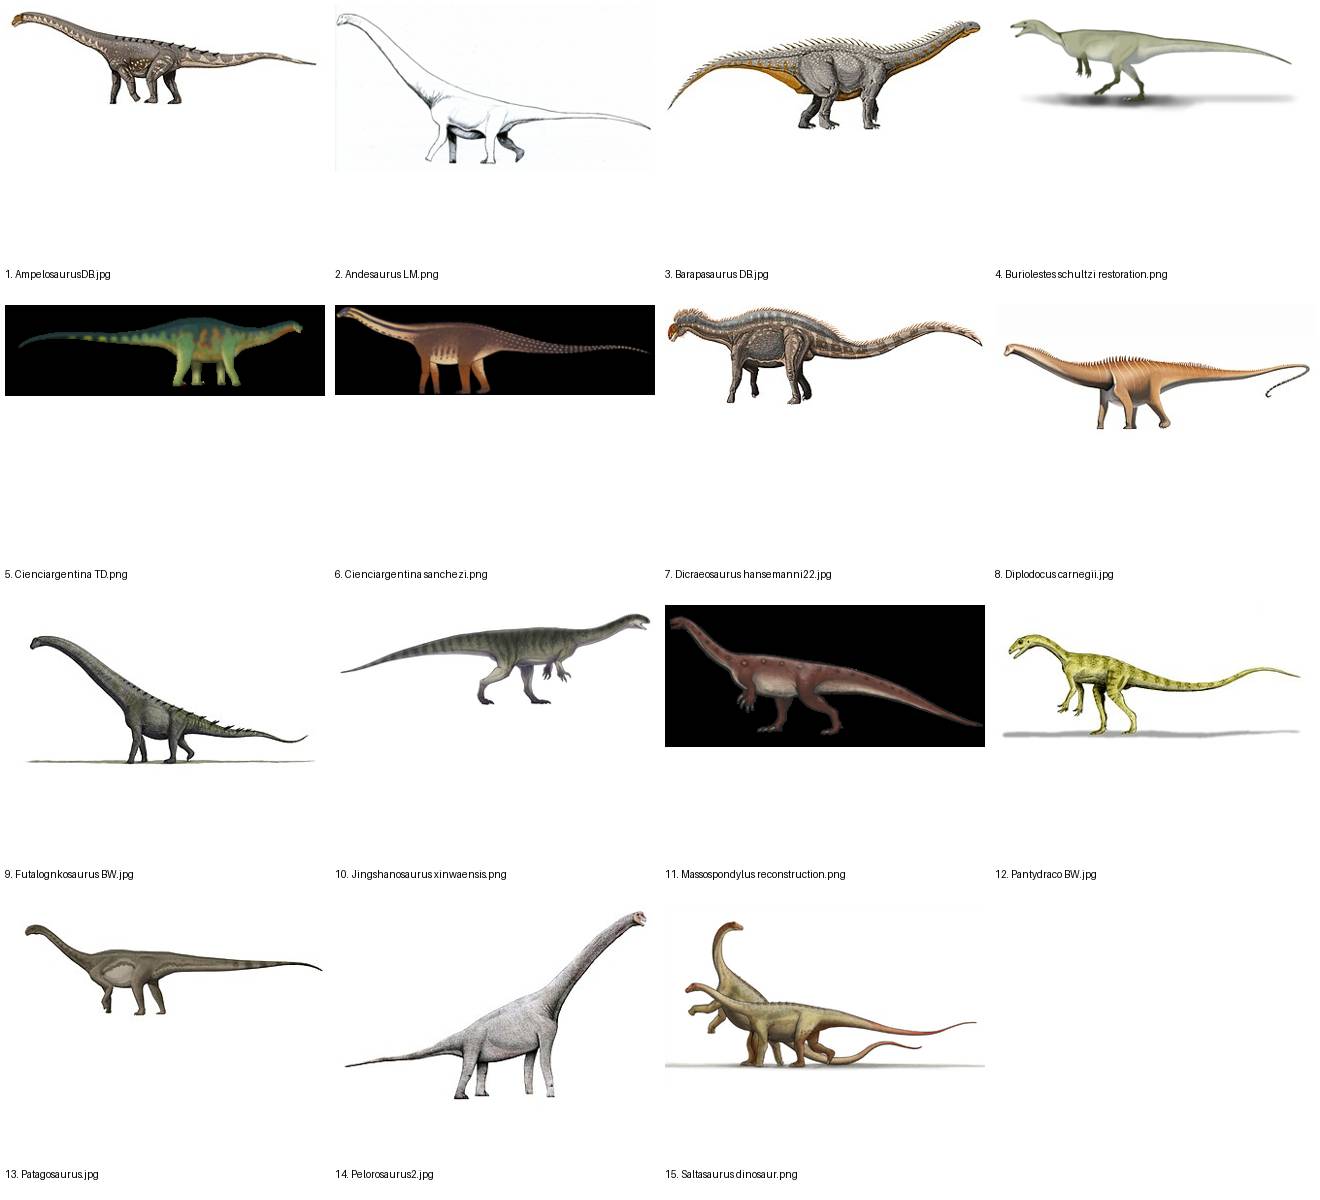 1. AmpelosaurusDB.jpg
2. Andesaurus LM.png
3. Barapasaurus DB.jpg
4. Buriolestes schultzi restoration.png
5. Cienciargentina TD.png
6. Cienciargentina sanchezi.png
7. Dicraeosaurus hansemanni22.jpg
8. Diplodocus carnegii.jpg
9. Futalognkosaurus BW.jpg
10. Jingshanosaurus xinwaensis.png
11. Massospondylus reconstruction.png
12. Pantydraco BW.jpg
13. Patagosaurus.jpg
14. Pelorosaurus2.jpg
15. Saltasaurus dinosaur.png